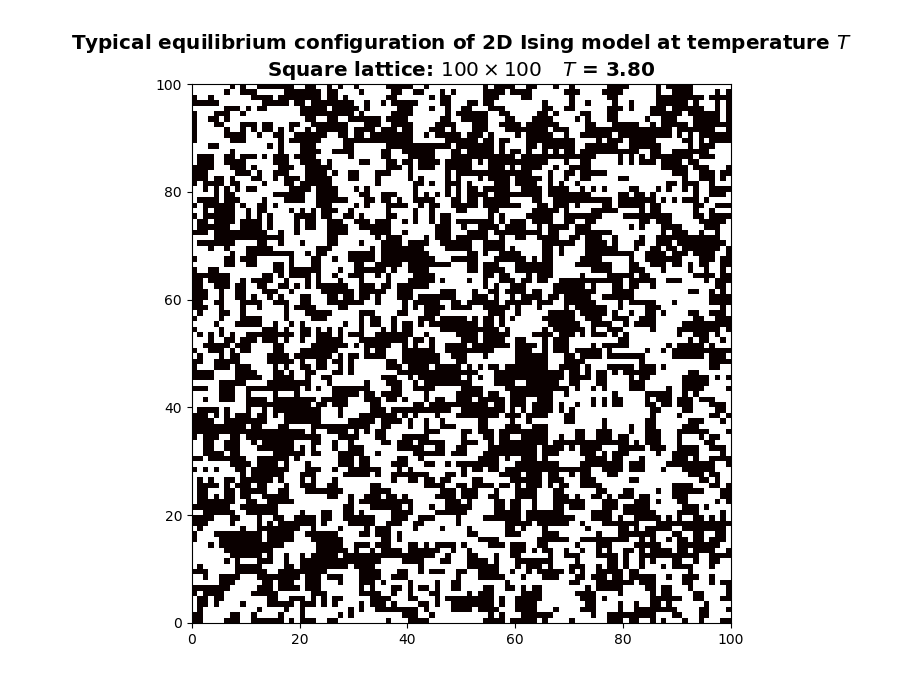 Typical equilibrium configuration of 2D Ising model at temperature T
Square lattice: 100 × 100 T = 3.80
100
80
60
40
20
0
0 20 40 60 80 100